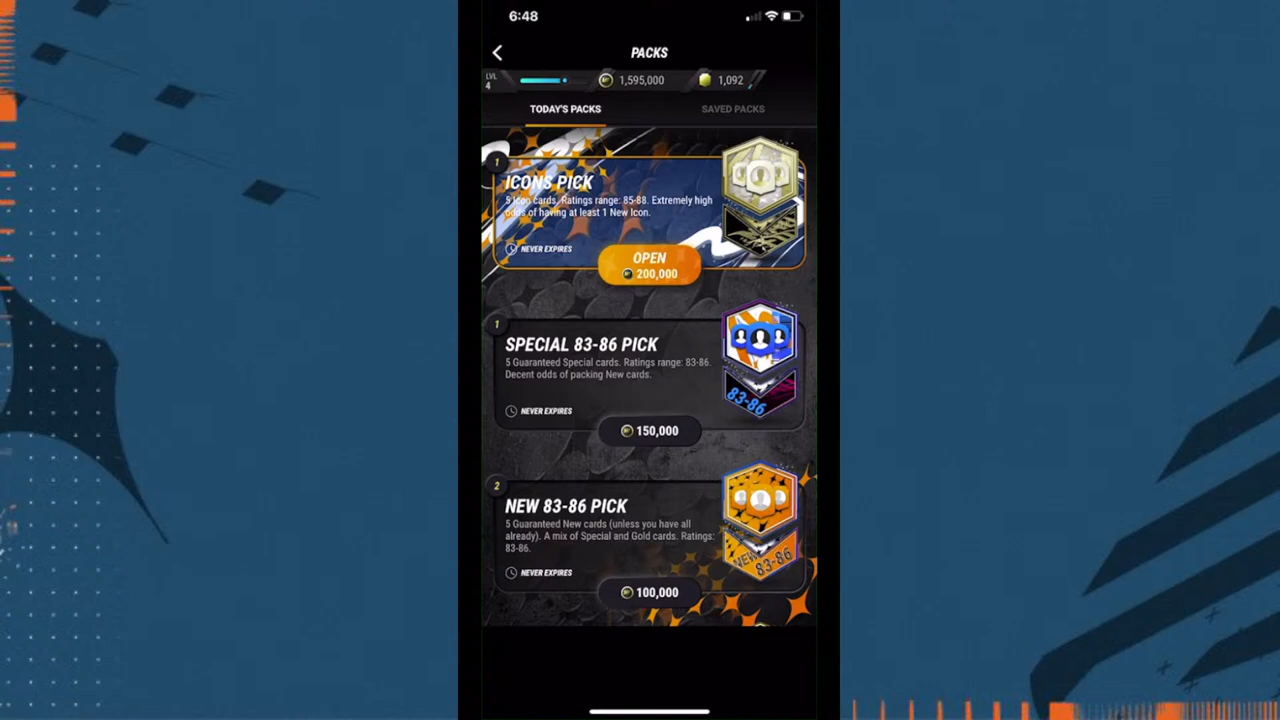 6:48
PACKS
LVL
4
1,595,000
1,092
TODAY'S PACKS
SAVED PACKS
1
ICONS PICK
5 Icon cards. Ratings range: 85-88. Extremely high
odds of having at least 1 New Icon.
NEVER EXPIRES
OPEN
200,000
1
SPECIAL 83-86 PICK
5 Guaranteed Special cards. Ratings range: 83-86.
Decent odds of packing New cards.
83-86
NEVER EXPIRES
150,000
2
NEW 83-86 PICK
5 Guaranteed New cards (unless you have all
already). A mix of Special and Gold cards. Ratings:
83-86.
NEW 83-86
NEVER EXPIRES
100,000